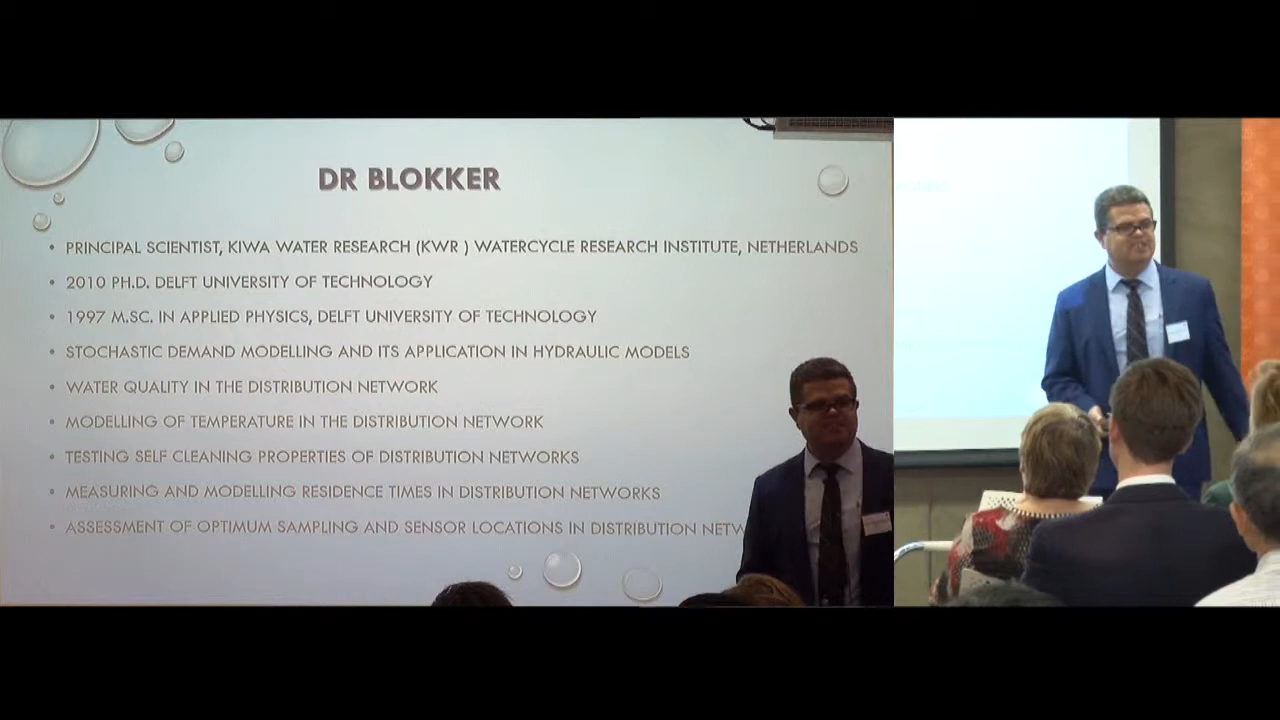 DR BLOKKER
• PRINCIPAL SCIENTIST, KIWA WATER RESEARCH (KWR ) WATERCYCLE RESEARCH INSTITUTE, NETHERLANDS
• 2010 PH.D. DELFT UNIVERSITY OF TECHNOLOGY
• 1997 M.SC. IN APPLIED PHYSICS, DELFT UNIVERSITY OF TECHNOLOGY
• STOCHASTIC DEMAND MODELLING AND ITS APPLICATION IN HYDRAULIC MODELS
• WATER QUALITY IN THE DISTRIBUTION NETWORK
• MODELLING OF TEMPERATURE IN THE DISTRIBUTION NETWORK
• TESTING SELF CLEANING PROPERTIES OF DISTRIBUTION NETWORKS
• MEASURING AND MODELLING RESIDENCE TIMES IN DISTRIBUTION NETWORKS
• ASSESSMENT OF OPTIMUM SAMPLING AND SENSOR LOCATIONS IN DISTRIBUTION NETW